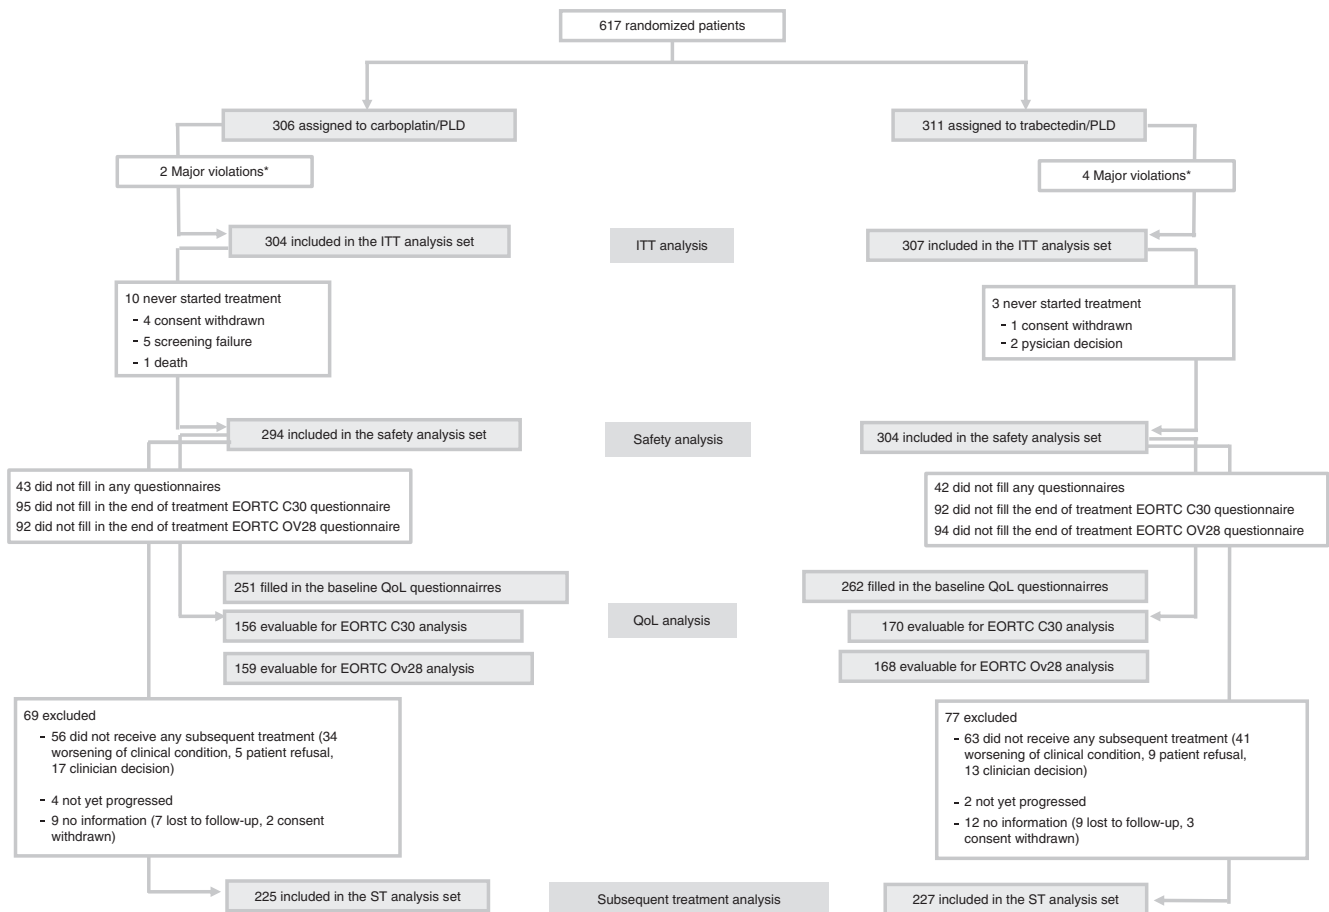 617 randomized patients
306 assigned to carboplatin/PLD
311 assigned to trabectedin/PLD
2 Major violations*
4 Major violations*
304 included in the ITT analysis set
ITT analysis
307 included in the ITT analysis set
10 never started treatment
- 4 consent withdrawn
- 5 screening failure
- 1 death
3 never started treatment
- 1 consent withdrawn
- 2 pysician decision
294 included in the safety analysis set
Safety analysis
304 included in the safety analysis set
43 did not fill in any questionnaires
95 did not fill in the end of treatment EORTC C30 questionnaire
92 did not fill in the end of treatment EORTC OV28 questionnaire
42 did not fill any questionnaires
92 did not fill the end of treatment EORTC C30 questionnaire
94 did not fill the end of treatment EORTC OV28 questionnaire
251 filled in the baseline QoL questionnairres
156 evaluable for EORTC C30 analysis
159 evaluable for EORTC Ov28 analysis
QoL analysis
262 filled in the baseline QoL questionnairres
170 evaluable for EORTC C30 analysis
168 evaluable for EORTC Ov28 analysis
69 excluded
- 56 did not receive any subsequent treatment (34
worsening of clinical condition, 5 patient refusal,
17 clinician decision)
- 4 not yet progressed
- 9 no information (7 lost to follow-up, 2 consent
withdrawn)
77 excluded
- 63 did not receive any subsequent treatment (41
worsening of clinical condition, 9 patient refusal,
13 clinician decision)
- 2 not yet progressed
- 12 no information (9 lost to follow-up, 3
consent withdrawn)
225 included in the ST analysis set
Subsequent treatment analysis
227 included in the ST analysis set